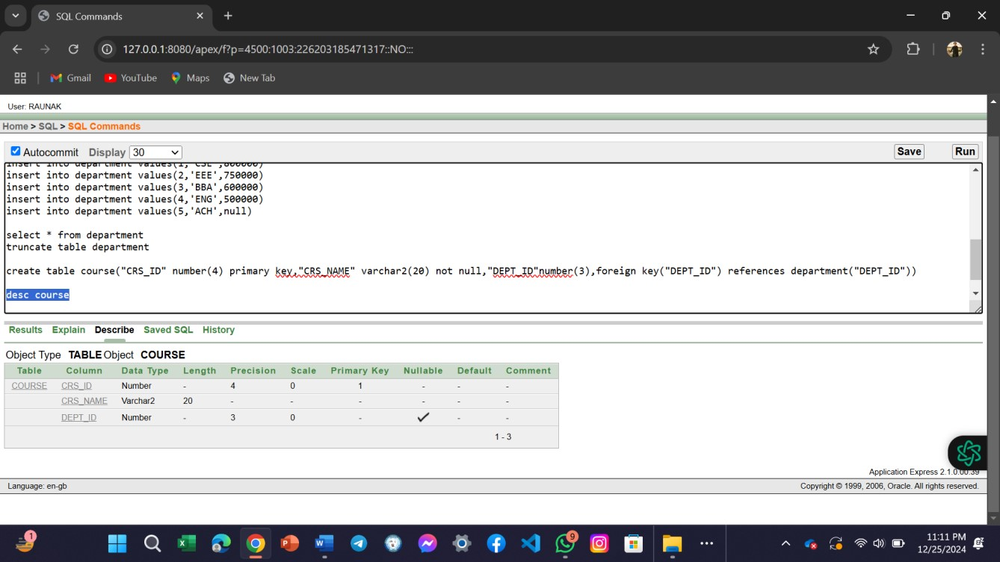 SQL Commands
127.0.0.1:8080/apex/f?p=4500:1003:226203185471317::NO:::
Gmail YouTube Maps New Tab
User: RAUNAK
Home > SQL > SQL Commands
Autocommit Display 30 Save Run
insert into department values(1,'CSE',800000)
insert into department values(2,'EEE',750000)
insert into department values(3,'BBA',600000)
insert into department values(4,'ENG',500000)
insert into department values(5,'ACH',null)
select * from department
truncate table department
create table course("CRS_ID" number(4) primary key,"CRS_NAME" varchar2(20) not null,"DEPT_ID"number(3),foreign key("DEPT_ID") references department("DEPT_ID"))
desc course
Results Explain Describe Saved SQL History
Object Type TABLE Object COURSE
Table Column Data Type Length Precision Scale Primary Key Nullable Default Comment
COURSE CRS_ID Number - 4 0 1 - - -
CRS_NAME Varchar2 20 - - - - - -
DEPT_ID Number - 3 0 - ✓ - -
1 - 3
Application Express 2.1.0.00.39
Language: en-gb Copyright © 1999, 2006, Oracle. All rights reserved.
1
9
11:11 PM
12/25/2024